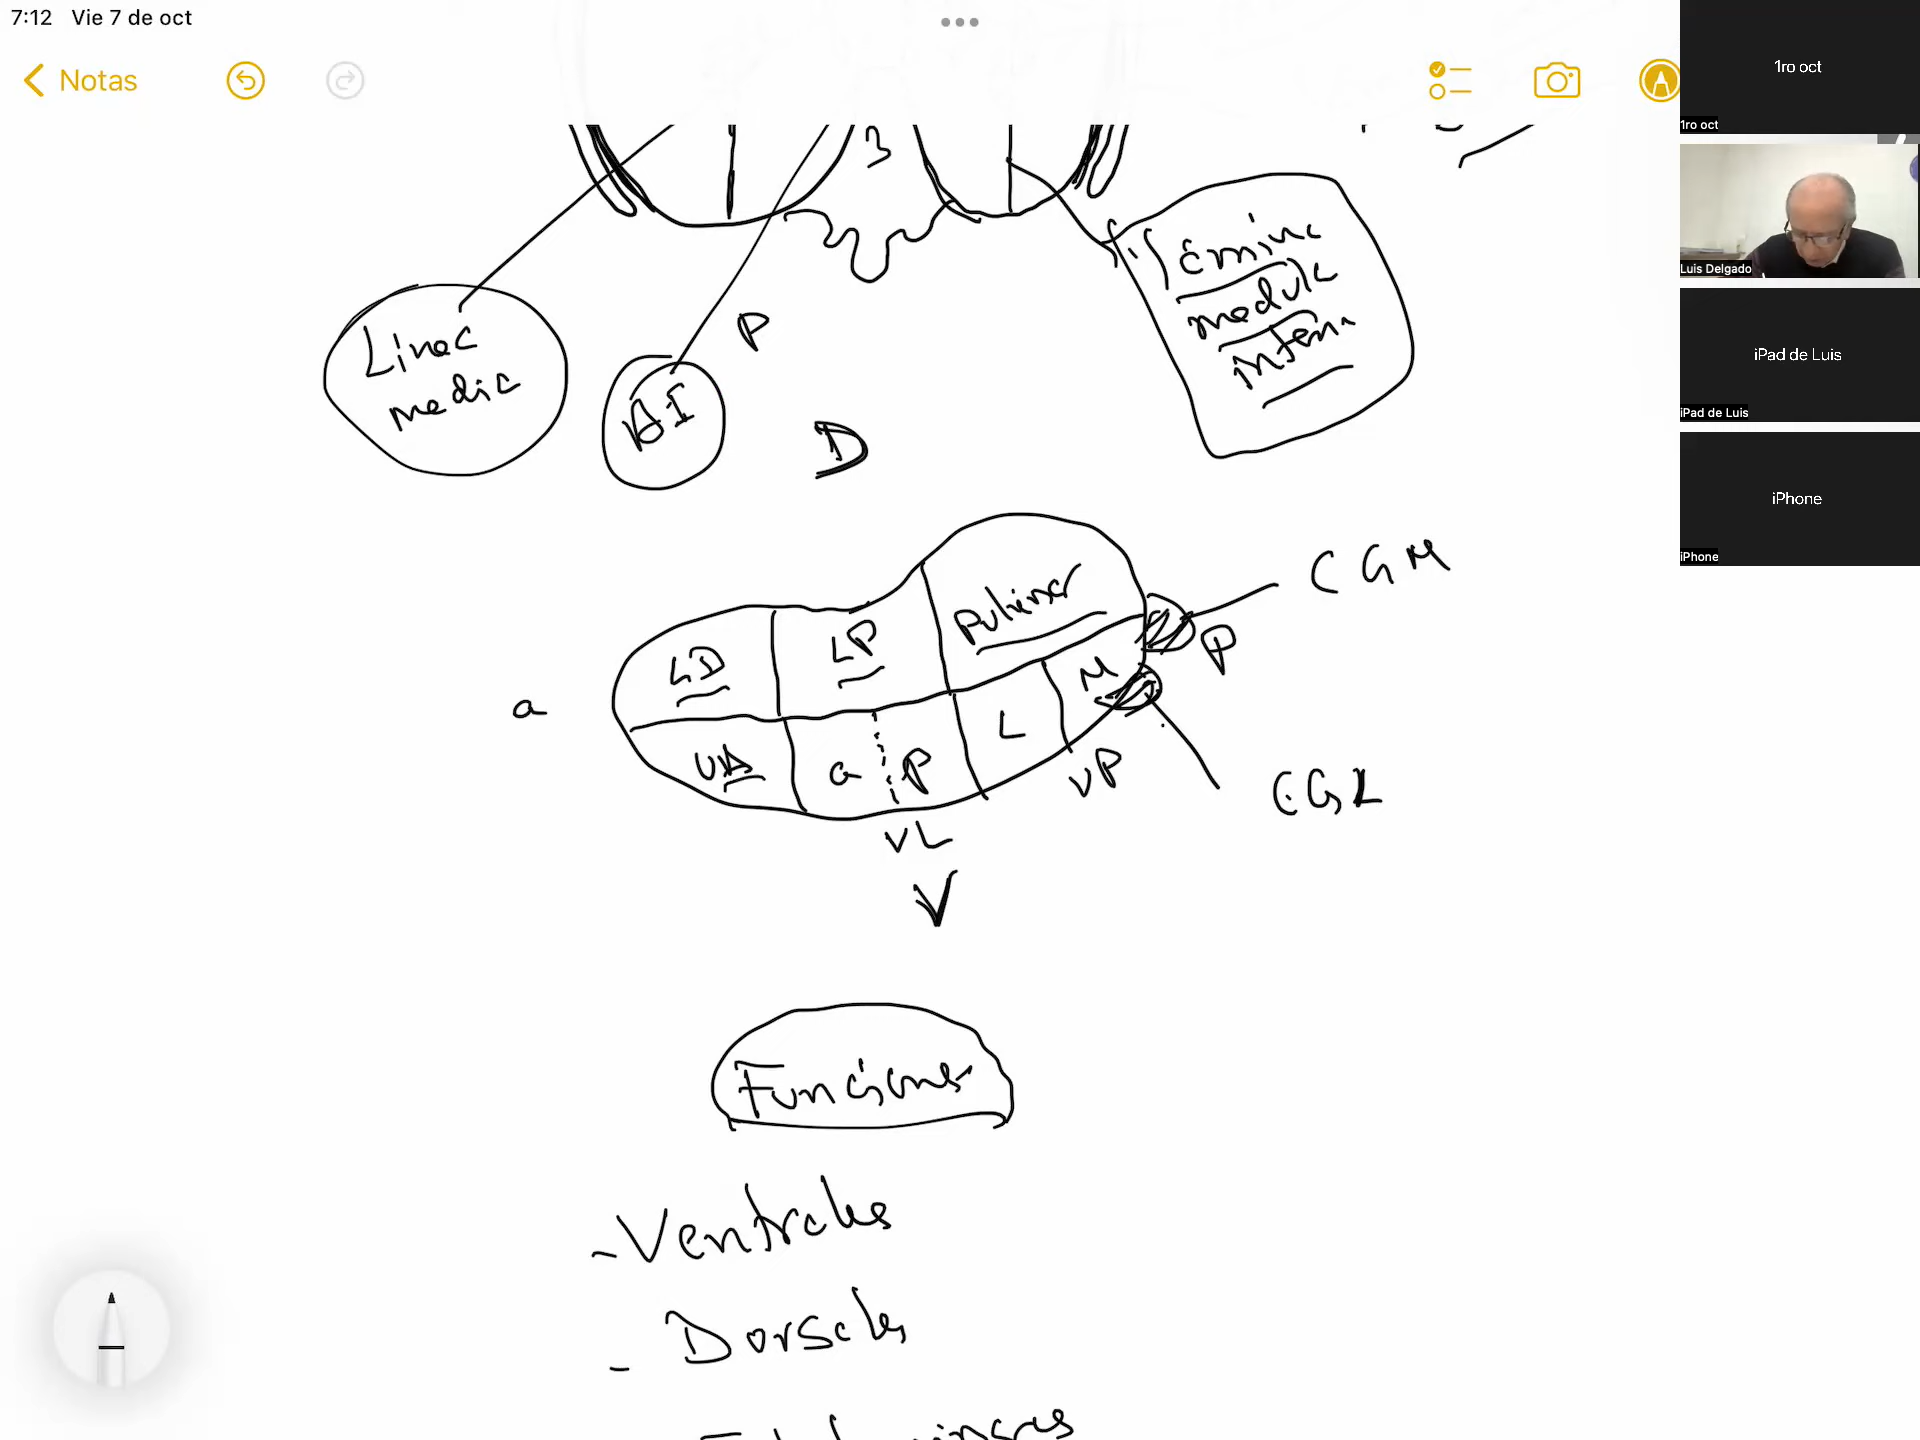 7:12 Vie 7 de oct
Notas
1ro oct
1ro oct
Luis Delgado
iPad de Luis
iPad de Luis
iPhone
iPhone
3
Lámina
medular
interna
Linea
media
AI
P
D
CGM
Pulvinar
LD
LP
P
M
a
L
VA
a
P
VP
CGL
VL
V
Funciones
- Ventrales
- Dorsales